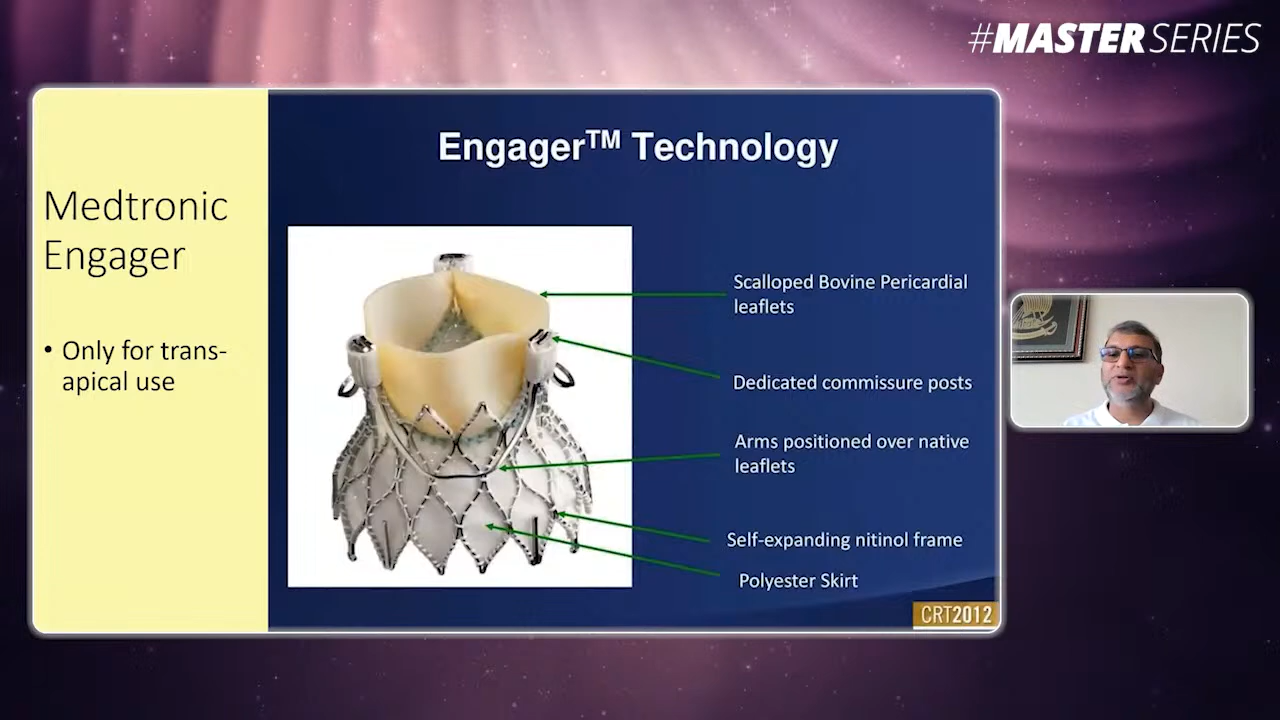 #MASTERSERIES
Medtronic
Engager
• Only for trans-
apical use
Engager™ Technology
Scalloped Bovine Pericardial
leaflets
Dedicated commissure posts
Arms positioned over native
leaflets
Self-expanding nitinol frame
Polyester Skirt
CRT2012